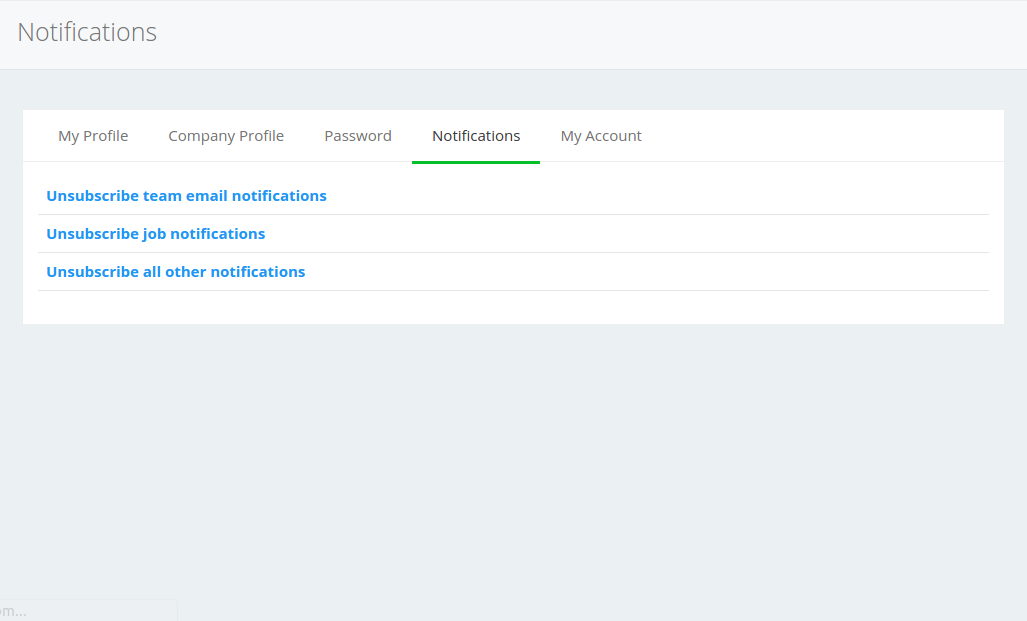 Notifications
My Profile Company Profile Password Notifications My Account
Unsubscribe team email notifications
Unsubscribe job notifications
Unsubscribe all other notifications